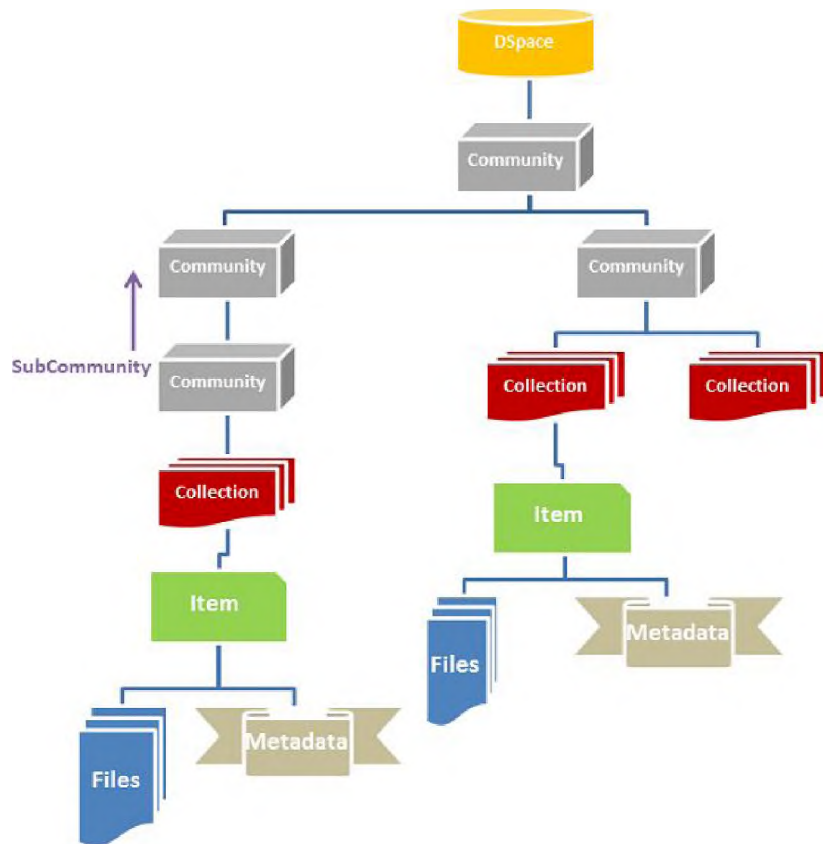 DSpace
Community
Community
Community
SubCommunity
Community
Collection
Collection
Collection
Item
Item
Files
Metadata
Metadata
Files